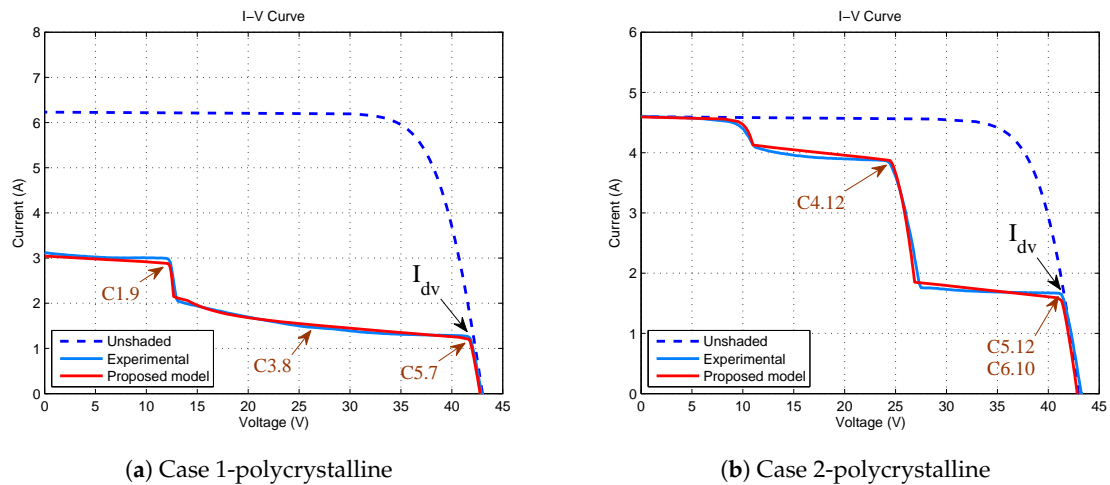 I−V Curve
8
7
6
5
4
3
2
1
0
Current (A)
C1.9
C3.8
C5.7
I_dv
Unshaded
Experimental
Proposed model
0 5 10 15 20 25 30 35 40 45
Voltage (V)
(a) Case 1-polycrystalline
I−V Curve
6
5
4
3
2
1
0
Current (A)
C4.12
I_dv
C5.12
C6.10
Unshaded
Experimental
Proposed model
0 5 10 15 20 25 30 35 40 45
Voltage (V)
(b) Case 2-polycrystalline